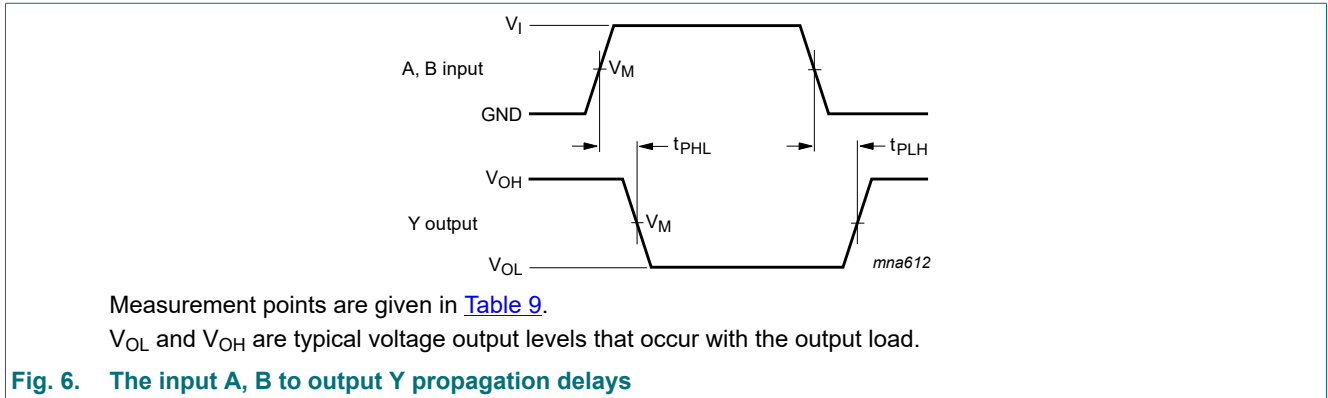 V_I
A, B input
V_M
GND
t_PHL
t_PLH
V_OH
Y output
V_M
V_OL
mna612
Measurement points are given in Table 9.
V_OL and V_OH are typical voltage output levels that occur with the output load.
Fig. 6. The input A, B to output Y propagation delays